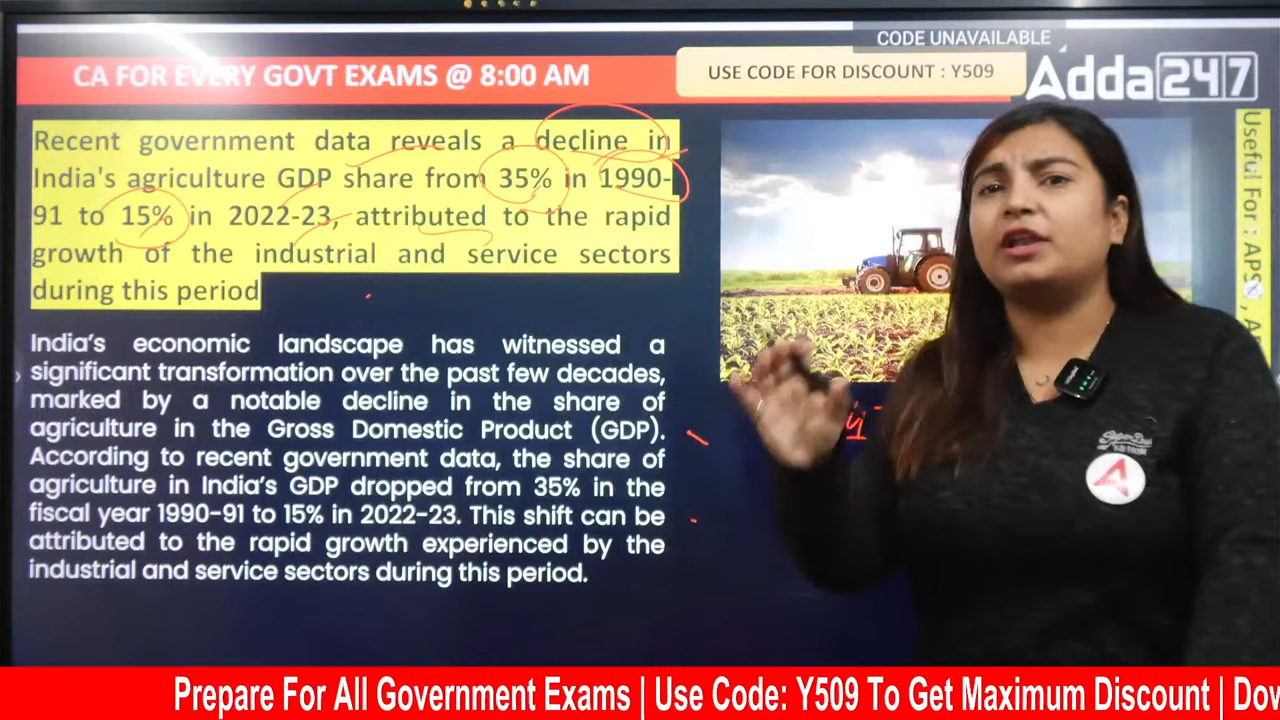 CODE UNAVAILABLE
CA FOR EVERY GOVT EXAMS @ 8:00 AM
USE CODE FOR DISCOUNT : Y509
Adda247
Recent government data reveals a decline in
India's agriculture GDP share from 35% in 1990-
91 to 15% in 2022-23, attributed to the rapid
growth of the industrial and service sectors
during this period
India’s economic landscape has witnessed a
significant transformation over the past few decades,
marked by a notable decline in the share of
agriculture in the Gross Domestic Product (GDP).
According to recent government data, the share of
agriculture in India’s GDP dropped from 35% in the
fiscal year 1990-91 to 15% in 2022-23. This shift can be
attributed to the rapid growth experienced by the
industrial and service sectors during this period.
Useful For : APS
Prepare For All Government Exams | Use Code: Y509 To Get Maximum Discount |